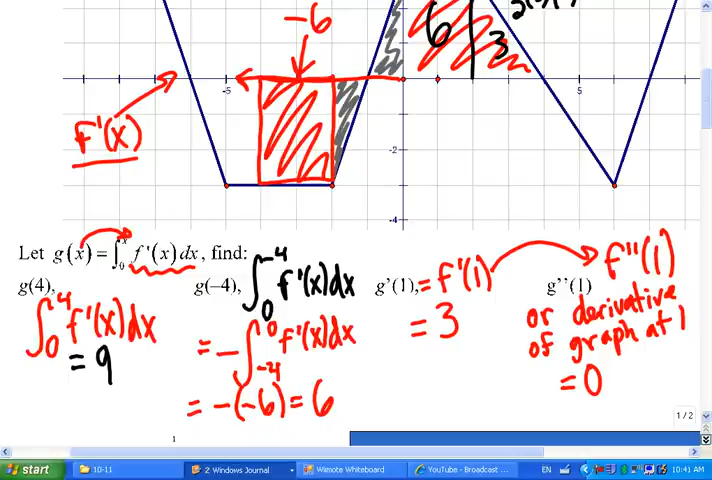 -6
6
3
f'(x)
-5
5
-2
-4
Let g(x) = ∫₀ˣ f'(x)dx, find:
g(4),
∫₀⁴ f'(x)dx
= 9
g(–4),
∫₀⁻⁴ f'(x)dx
= -∫₋₄⁰ f'(x)dx
= -(-6) = 6
g'(1),
= f'(1)
= 3
g''(1)
f''(1)
or derivative
of graph at 1
= 0
1 / 2
1
start
10-11
2 Windows Journal
Wiimote Whiteboard
YouTube - Broadcast ...
EN
10:41 AM